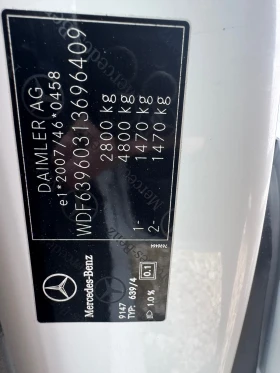 DAIMLER AG
e1*2007/46*0458
WDF63960313696409
2800 kg
4800 kg
1- 1470 kg
2- 1470 kg
Mercedes-Benz
9147
TYP: 639/4
0.1
1.0%